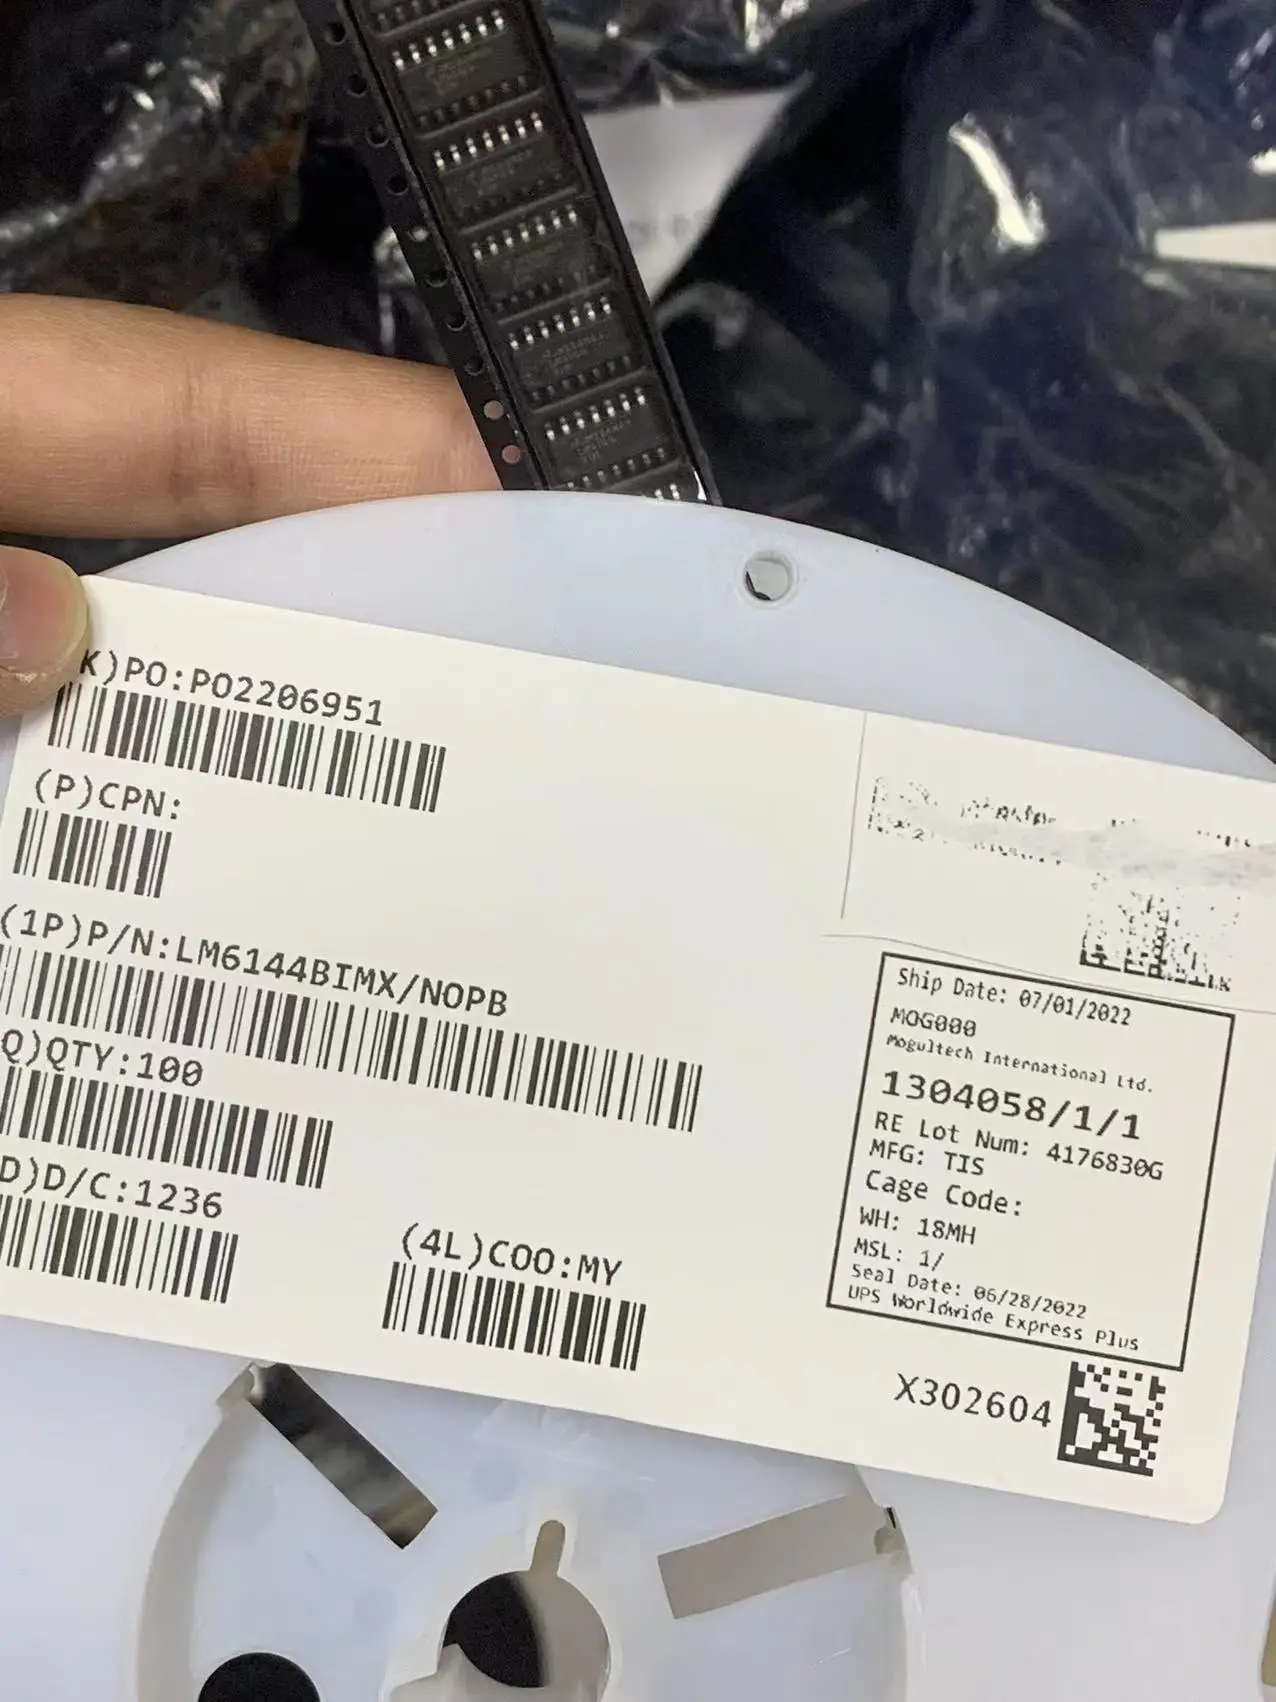 K)PO:PO2206951
(P)CPN:
(1P)P/N:LM6144BIMX/NOPB
Q)QTY:100
D)D/C:1236
(4L)COO:MY
Ship Date: 07/01/2022
MOG000
Mogultech International Ltd.
1304058/1/1
RE Lot Num: 4176830G
MFG: TIS
Cage Code:
WH: 18MH
MSL: 1/
Seal Date: 06/28/2022
UPS Worldwide Express Plus
X302604